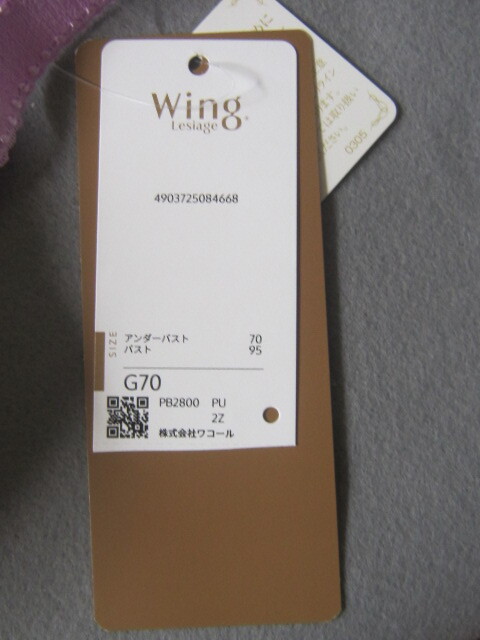 Wing
Lesiage
4903725084668
SIZE
アンダーバスト 70
バスト 95
G70
PB2800 PU
2Z
株式会社ワコール
0305